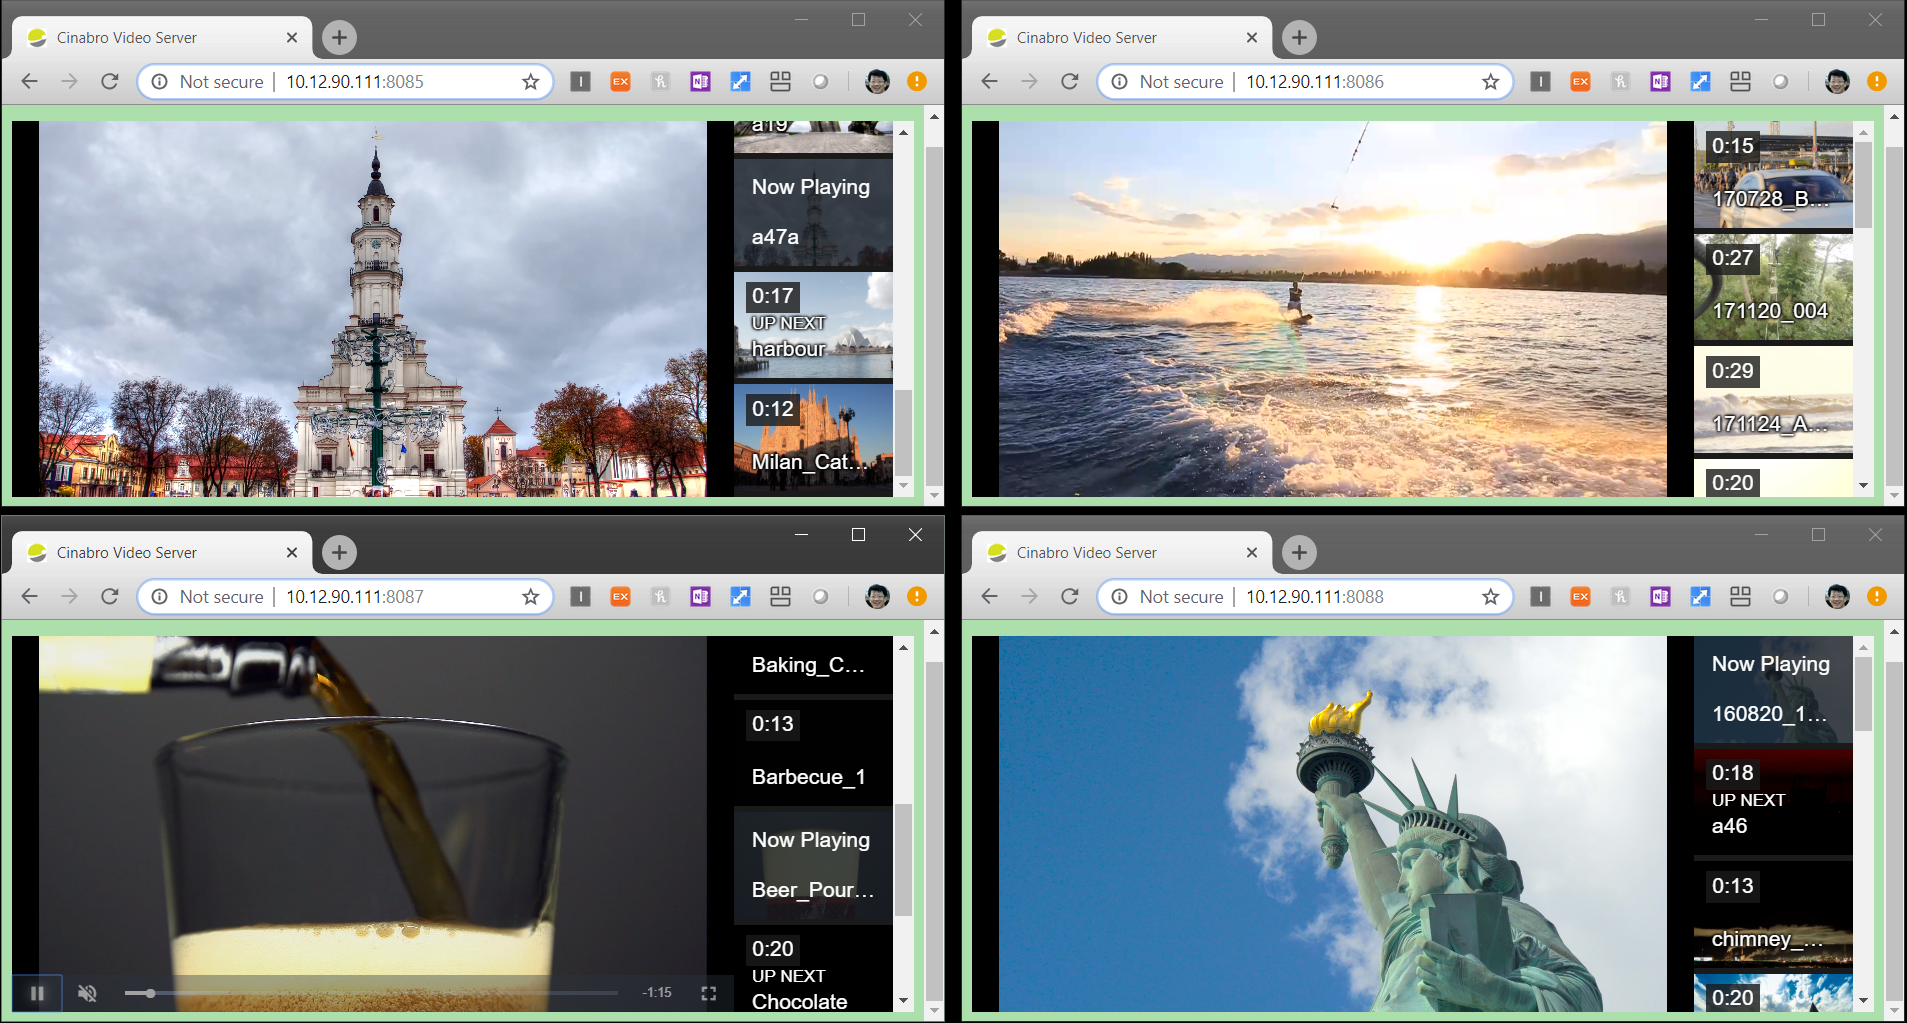 Cinabro Video Server
Not secure | 10.12.90.111:8085
a19
Now Playing
a47a
0:17
UP NEXT
harbour
0:12
Milan_Cat...
Cinabro Video Server
Not secure | 10.12.90.111:8086
0:15
170728_B...
0:27
171120_004
0:29
171124_A...
0:20
Cinabro Video Server
Not secure | 10.12.90.111:8087
Baking_C...
0:13
Barbecue_1
Now Playing
Beer_Pour...
0:20
UP NEXT
Chocolate
-1:15
Cinabro Video Server
Not secure | 10.12.90.111:8088
Now Playing
160820_1...
0:18
UP NEXT
a46
0:13
chimney_...
0:20